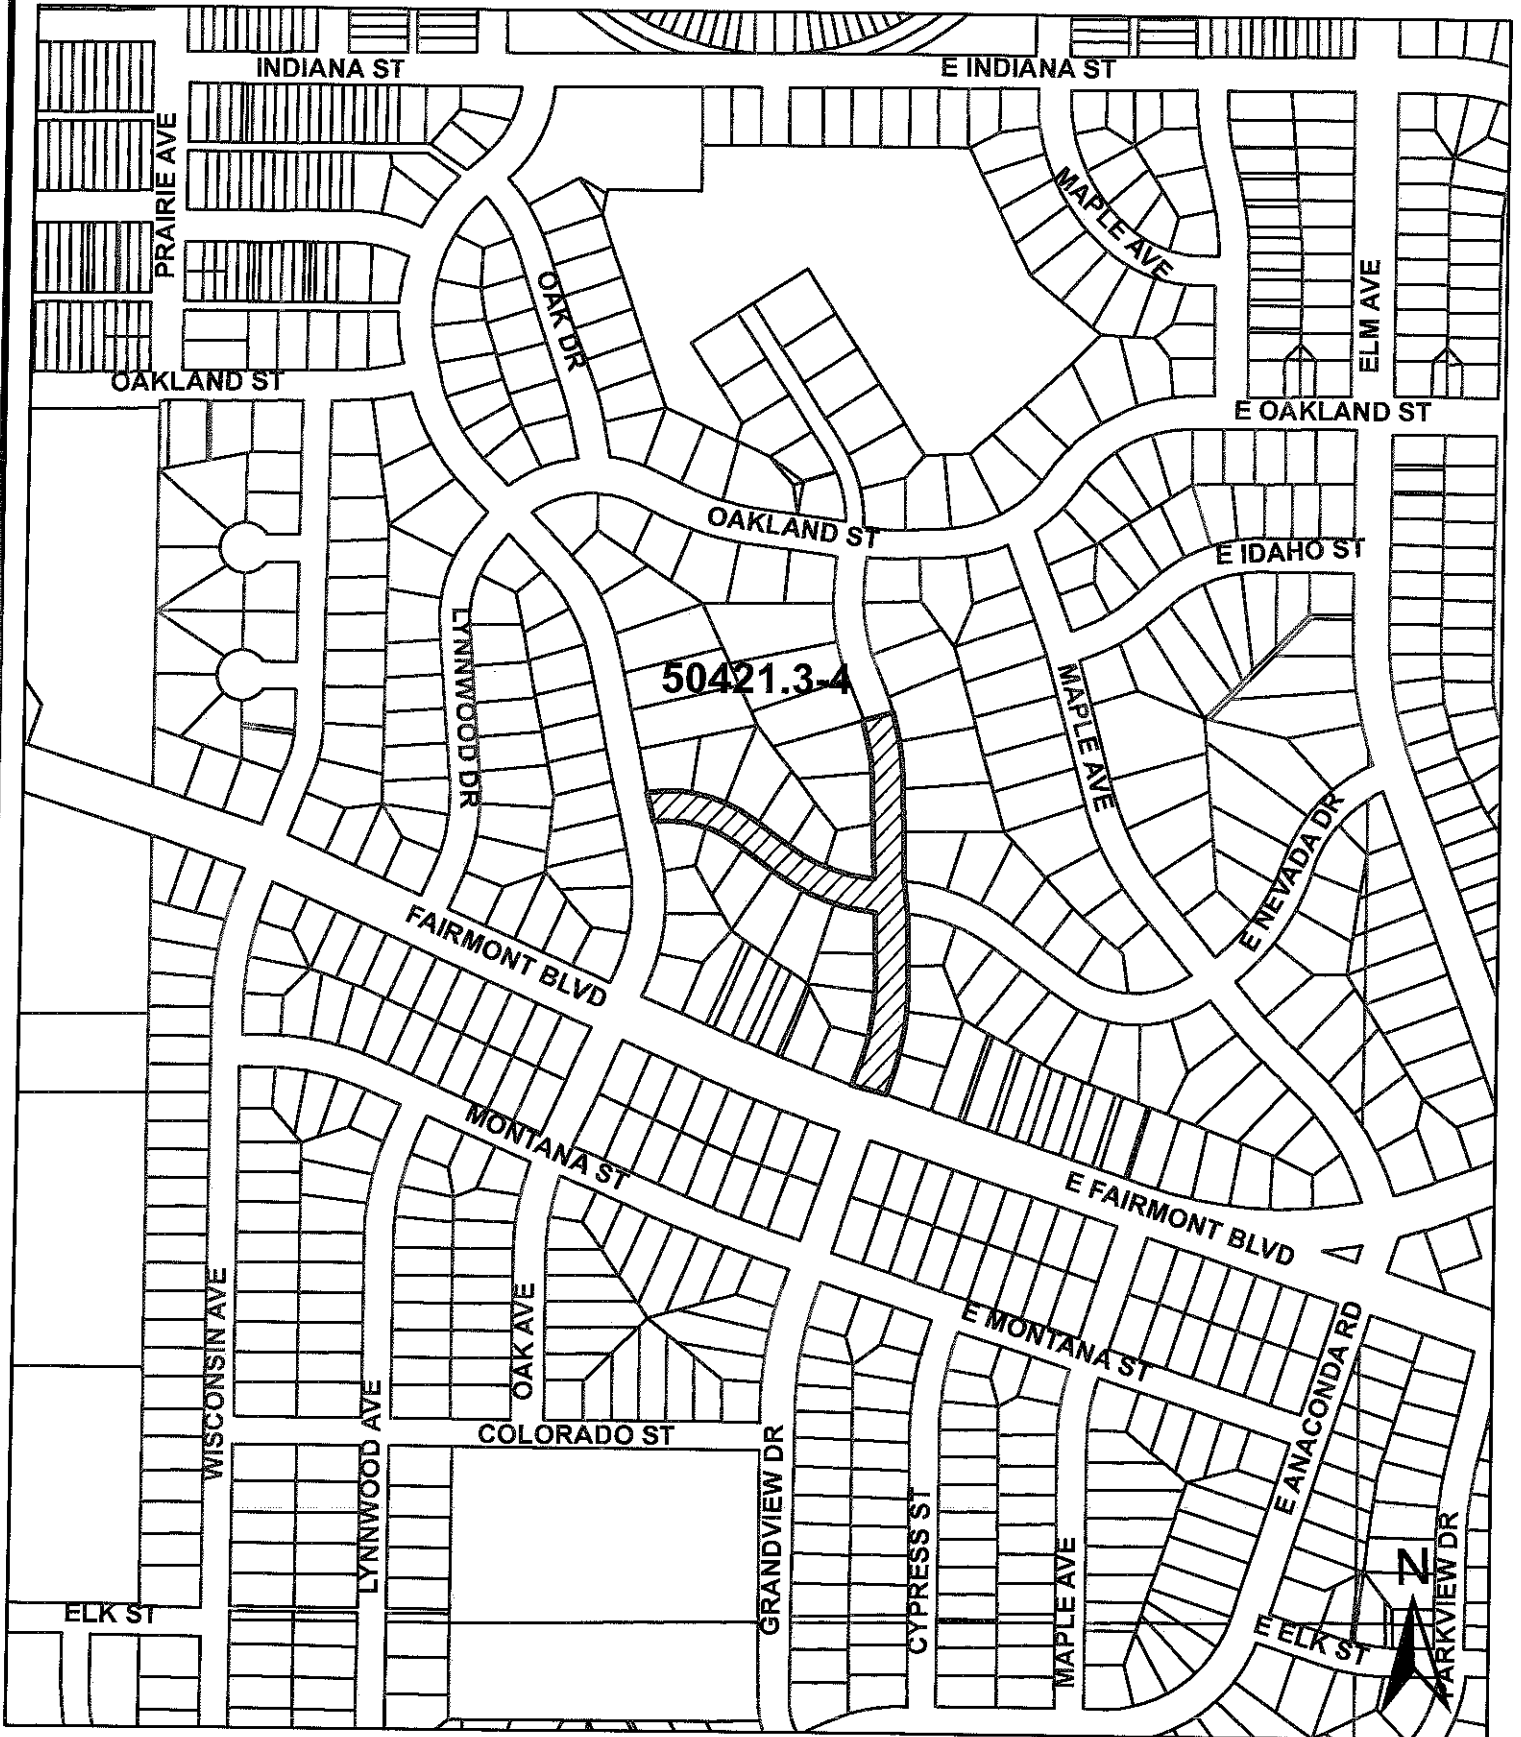 INDIANA ST
E INDIANA ST
PRAIRIE AVE
MAPLE AVE
OAK DR
ELM AVE
OAKLAND ST
E OAKLAND ST
OAKLAND ST
E IDAHO ST
LYNNWOOD DR
50421.3-4
MAPLE AVE
E NEVADA DR
FAIRMONT BLVD
MONTANA ST
E FAIRMONT BLVD
WISCONSIN AVE
OAK AVE
E MONTANA ST
E ANACONDA RD
LYNNWOOD AVE
COLORADO ST
GRANDVIEW DR
CYPRESS ST
MAPLE AVE
N
PARKVIEW DR
ELK ST
E ELK ST